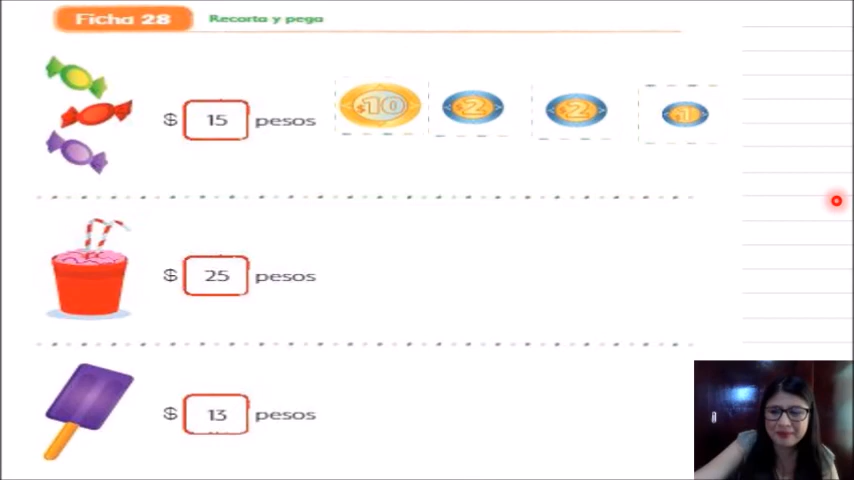 Ficha 28 Recorta y pega
$ 15 pesos $10 $2 $2 $1
$ 25 pesos
$ 13 pesos